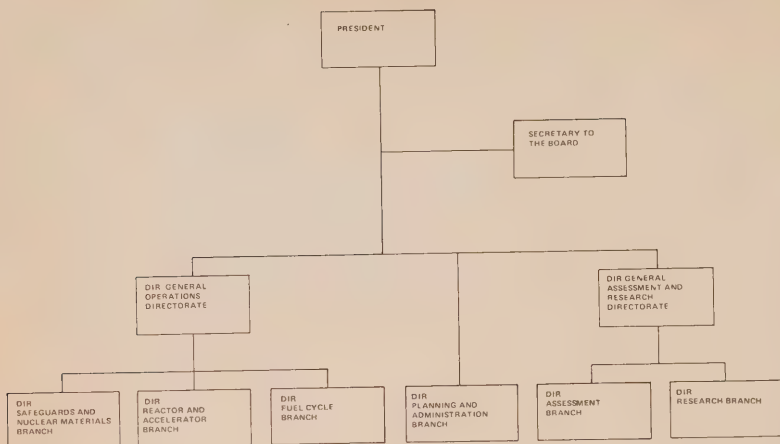 PRESIDENT
SECRETARY TO
THE BOARD
DIR GENERAL
OPERATIONS
DIRECTORATE
DIR GENERAL
ASSESSMENT AND
RESEARCH
DIRECTORATE
DIR
SAFEGUARDS AND
NUCLEAR MATERIALS
BRANCH
DIR
REACTOR AND
ACCELERATOR
BRANCH
DIR
FUEL CYCLE
BRANCH
DIR
PLANNING AND
ADMINISTRATION
BRANCH
DIR
ASSESSMENT
BRANCH
DIR
RESEARCH BRANCH